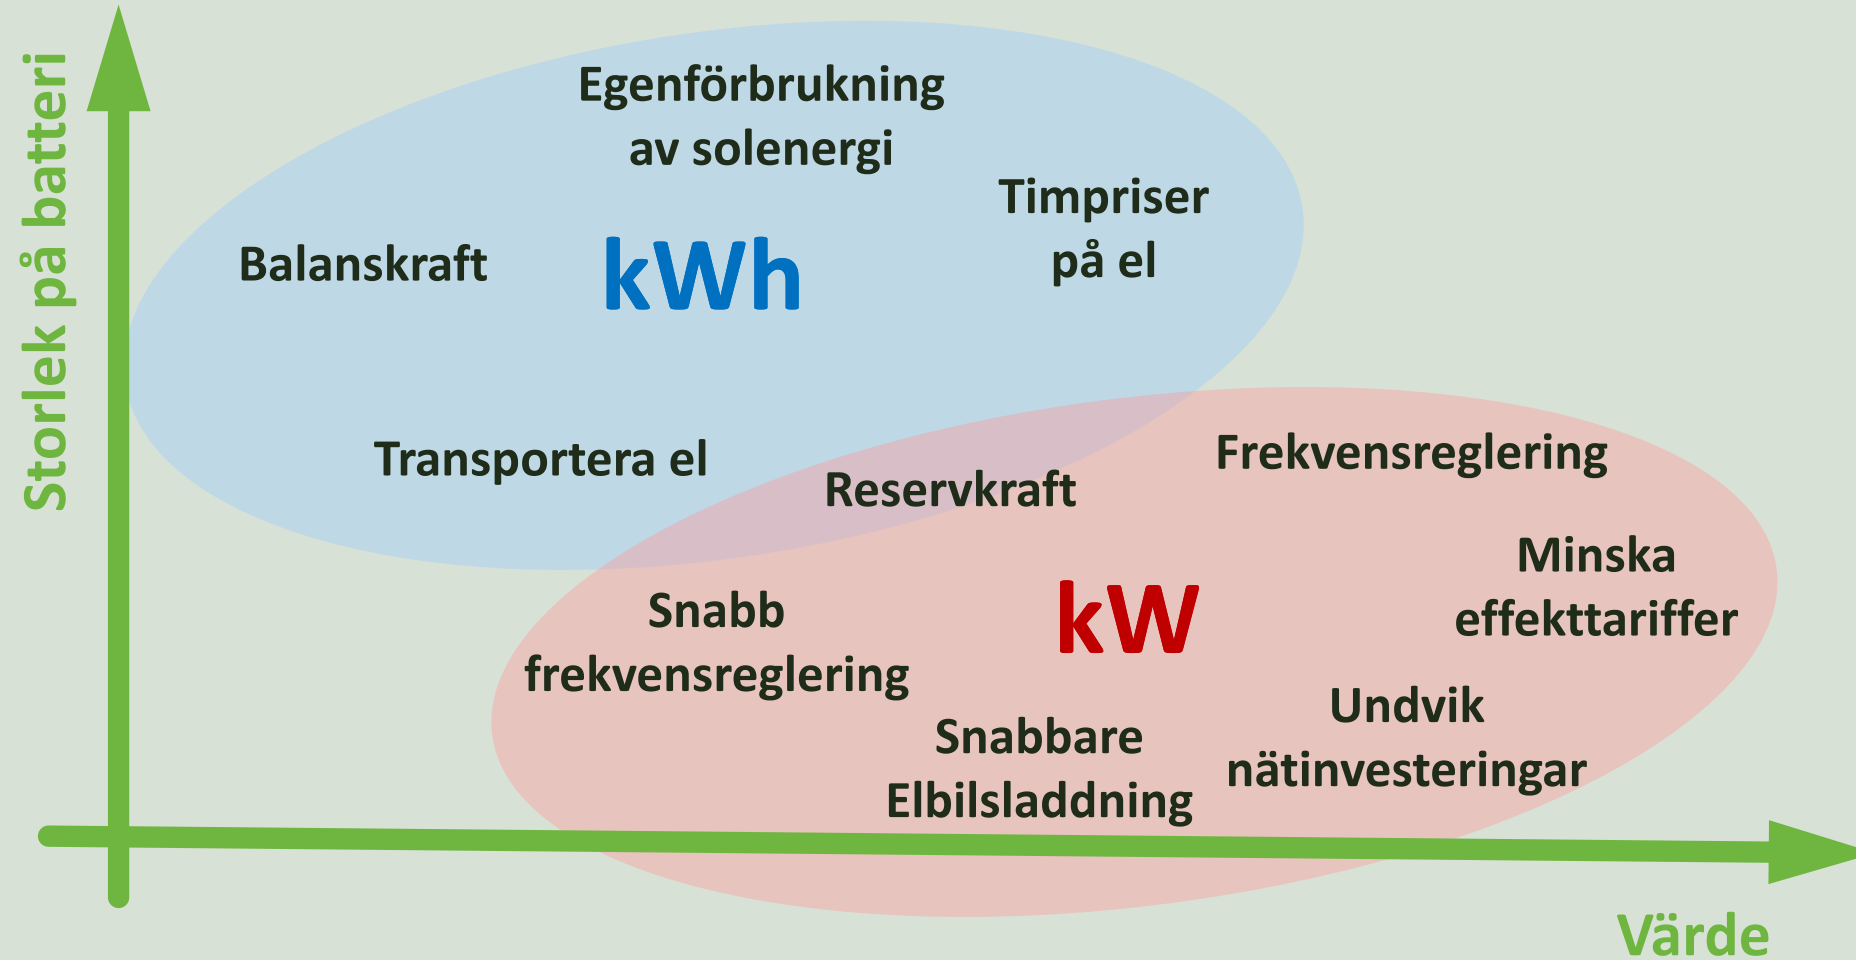 Storlek på batteri
Egenförbrukning
av solenergi
Timpriser
på el
Balanskraft
kWh
Transportera el
Reservkraft
Frekvensreglering
Minska
effekttariffer
Snabb
frekvensreglering
kW
Undvik
nätinvesteringar
Snabbare
Elbilsladdning
Värde